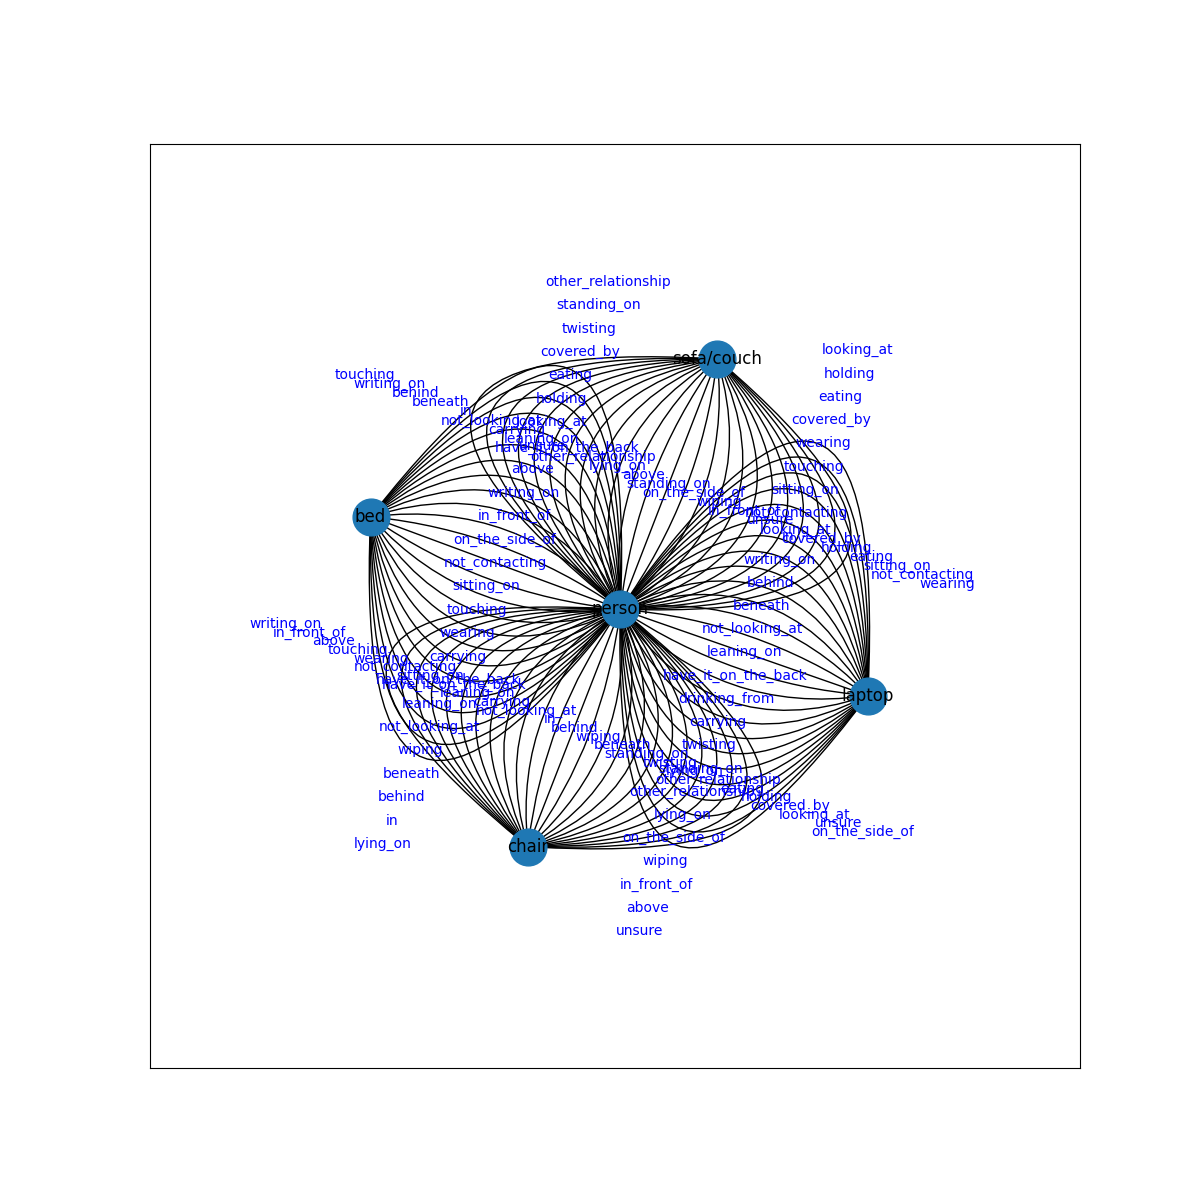 other_relationship
standing_on
twisting
covered_by
eating
holding
looking_at
sofa/couch
looking_at
holding
eating
covered_by
wearing
touching
sitting_on
not_contacting
touching
writing_on
behind
beneath
in
not_looking_at
carrying
leaning_on
have_it_on_the_back
other_relationship
lying_on
above
standing_on
on_the_side_of
wiping
in_front_of
unsure
looking_at
covered_by
holding
eating
sitting_on
not_contacting
wearing
above
writing_on
in_front_of
on_the_side_of
not_contacting
sitting_on
touching
wearing
carrying
bed
person
writing_on
behind
beneath
not_looking_at
leaning_on
have_it_on_the_back
drinking_from
carrying
twisting
laptop
writing_on
in_front_of
above
touching
wearing
not_contacting
sitting_on
have_it_on_the_back
have_it_on_the_back
leaning_on
leaning_on
carrying
not_looking_at
in
behind
wiping
beneath
standing_on
twisting
not_looking_at
wiping
beneath
behind
in
lying_on
chair
standing_on
other_relationship
other_relationship
eating
holding
covered_by
looking_at
unsure
on_the_side_of
lying_on
on_the_side_of
wiping
in_front_of
above
unsure